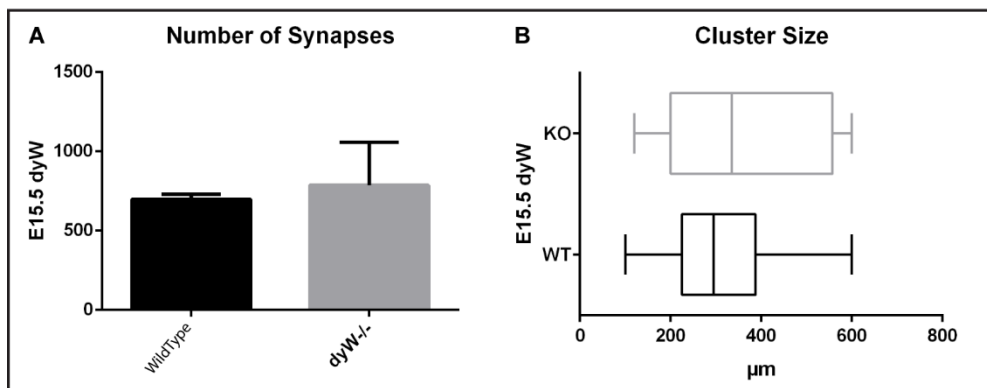 A
Number of Synapses
E15.5 dyW
1500
1000
500
0
WildType
dyW-/-
B
Cluster Size
E15.5 dyW
KO
WT
0 200 400 600 800
µm